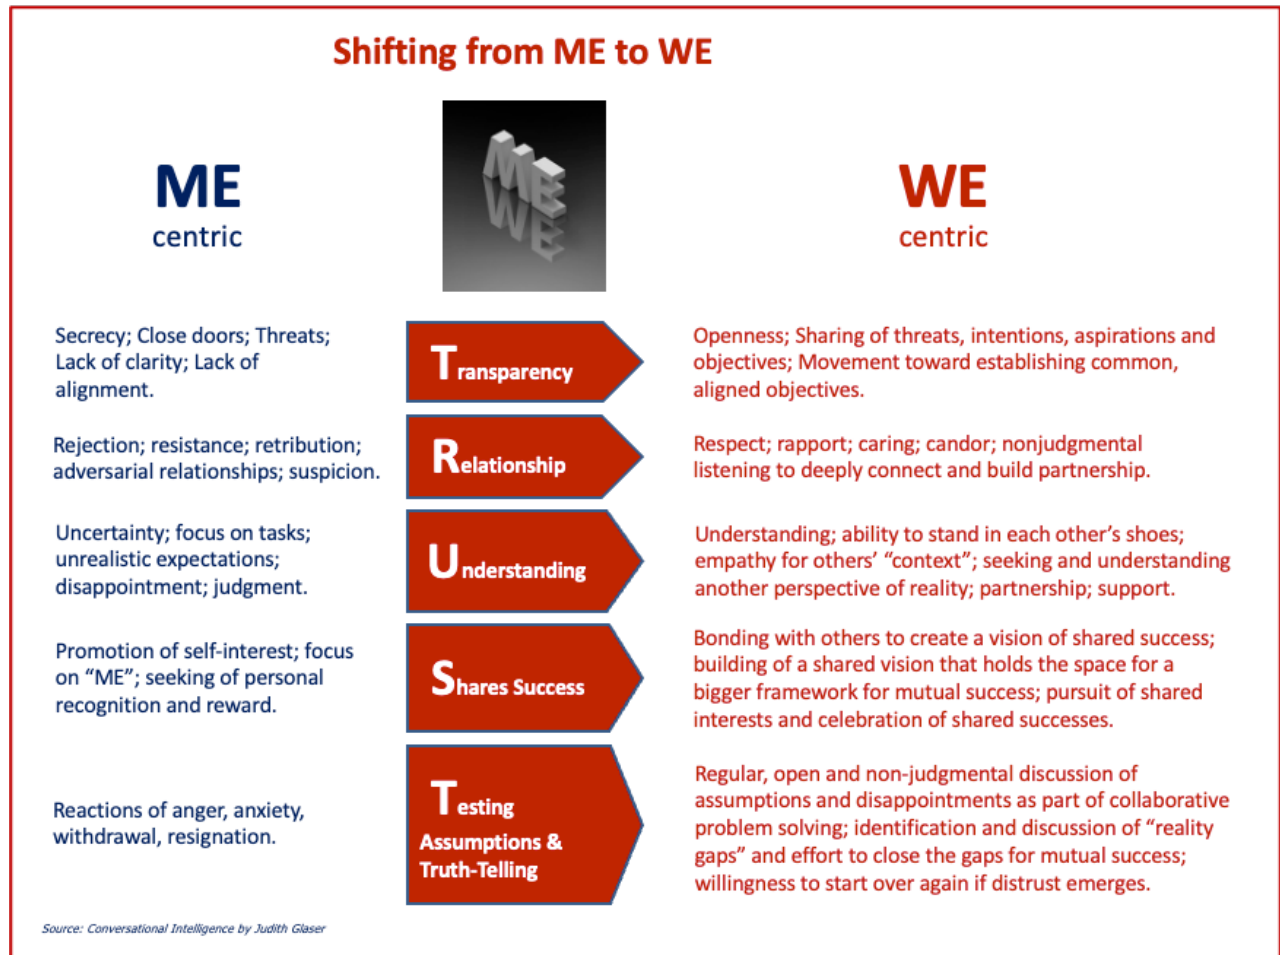 Shifting from ME to WE
ME
centric
ME
WE
WE
centric
Secrecy; Close doors; Threats;
Lack of clarity; Lack of
alignment.
Transparency
Openness; Sharing of threats, intentions, aspirations and
objectives; Movement toward establishing common,
aligned objectives.
Rejection; resistance; retribution;
adversarial relationships; suspicion.
Relationship
Respect; rapport; caring; candor; nonjudgmental
listening to deeply connect and build partnership.
Uncertainty; focus on tasks;
unrealistic expectations;
disappointment; judgment.
Understanding
Understanding; ability to stand in each other’s shoes;
empathy for others’ “context”; seeking and understanding
another perspective of reality; partnership; support.
Promotion of self-interest; focus
on “ME”; seeking of personal
recognition and reward.
Shares Success
Bonding with others to create a vision of shared success;
building of a shared vision that holds the space for a
bigger framework for mutual success; pursuit of shared
interests and celebration of shared successes.
Reactions of anger, anxiety,
withdrawal, resignation.
Testing
Assumptions &
Truth-Telling
Regular, open and non-judgmental discussion of
assumptions and disappointments as part of collaborative
problem solving; identification and discussion of “reality
gaps” and effort to close the gaps for mutual success;
willingness to start over again if distrust emerges.
Source: Conversational Intelligence by Judith Glaser